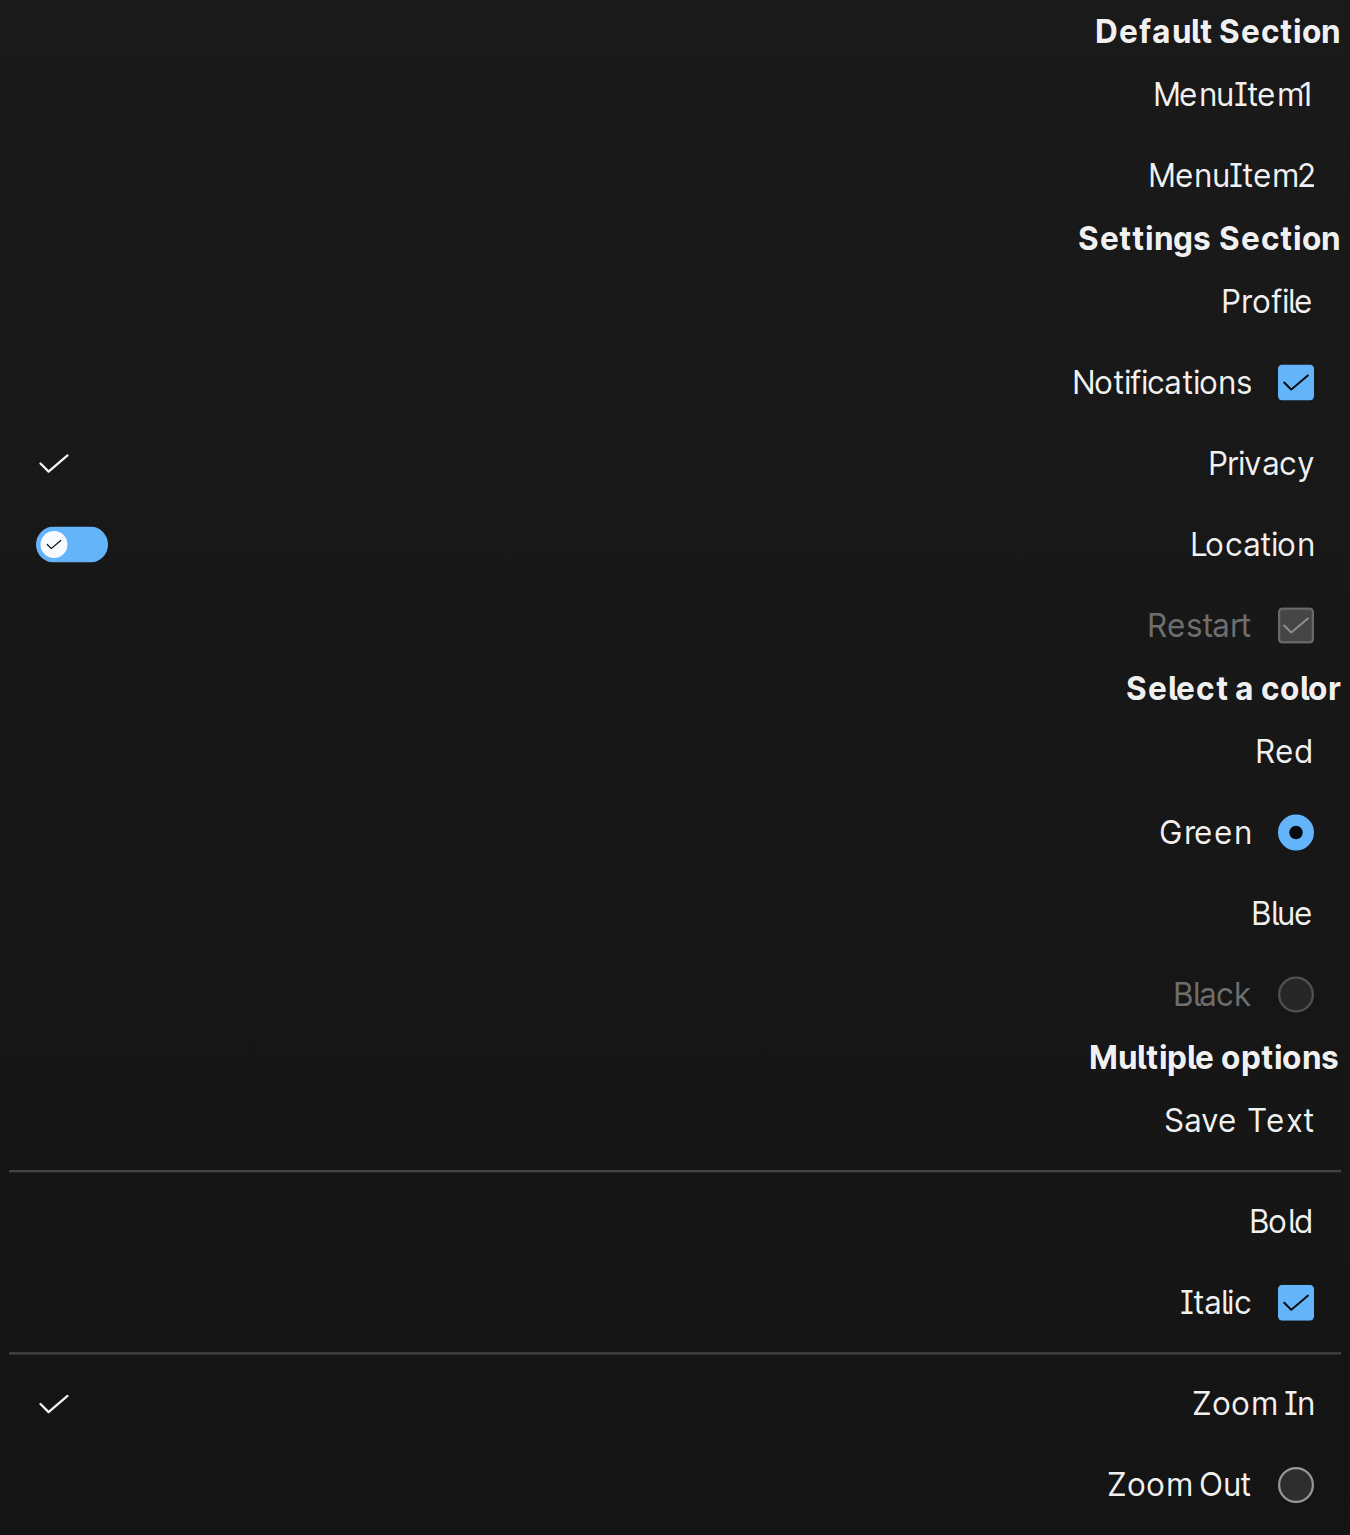 Default Section
MenuItem1
MenuItem2
Settings Section
Profile
Notifications
Privacy
Location
Restart
Select a color
Red
Green
Blue
Black
Multiple options
Save Text
Bold
Italic
Zoom In
Zoom Out